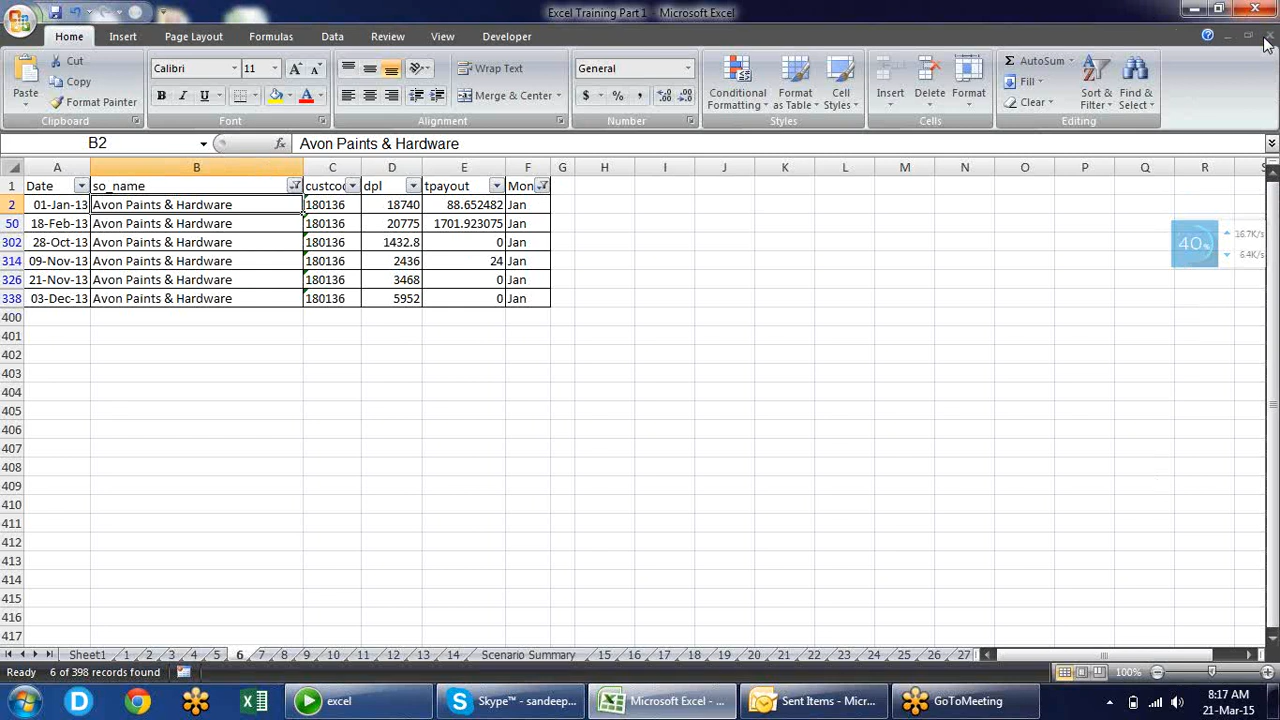 Excel Training Part 1 - Microsoft Excel
Home Insert Page Layout Formulas Data Review View Developer
Paste Cut Copy Format Painter Clipboard
Calibri 11 B I U A A A Font
Wrap Text Merge & Center Alignment
General $ % , Number
Conditional Formatting Format as Table Cell Styles Styles
Insert Delete Format Cells
Σ AutoSum Fill Clear Sort & Filter Find & Select Editing
B2 fx Avon Paints & Hardware
A B C D E F G H I J K L M N O P Q R S
1 Date so_name custco dpl tpayout Mon
2 01-Jan-13 Avon Paints & Hardware 180136 18740 88.652482 Jan
50 18-Feb-13 Avon Paints & Hardware 180136 20775 1701.923075 Jan
302 28-Oct-13 Avon Paints & Hardware 180136 1432.8 0 Jan
314 09-Nov-13 Avon Paints & Hardware 180136 2436 24 Jan
326 21-Nov-13 Avon Paints & Hardware 180136 3468 0 Jan
338 03-Dec-13 Avon Paints & Hardware 180136 5952 0 Jan
40% 16.7K/s
6.4K/s
400
401
402
403
404
405
406
407
408
409
410
411
412
413
414
415
416
417
Sheet1 1 2 3 4 5 6 7 8 9 10 11 12 13 14 Scenario Summary 15 16 17 18 19 20 22 23 24 25 26 27
Ready 6 of 398 records found 100%
D excel Skype™ - sandeep... Microsoft Excel - ... Sent Items - Micr... GoToMeeting
8:17 AM
21-Mar-15